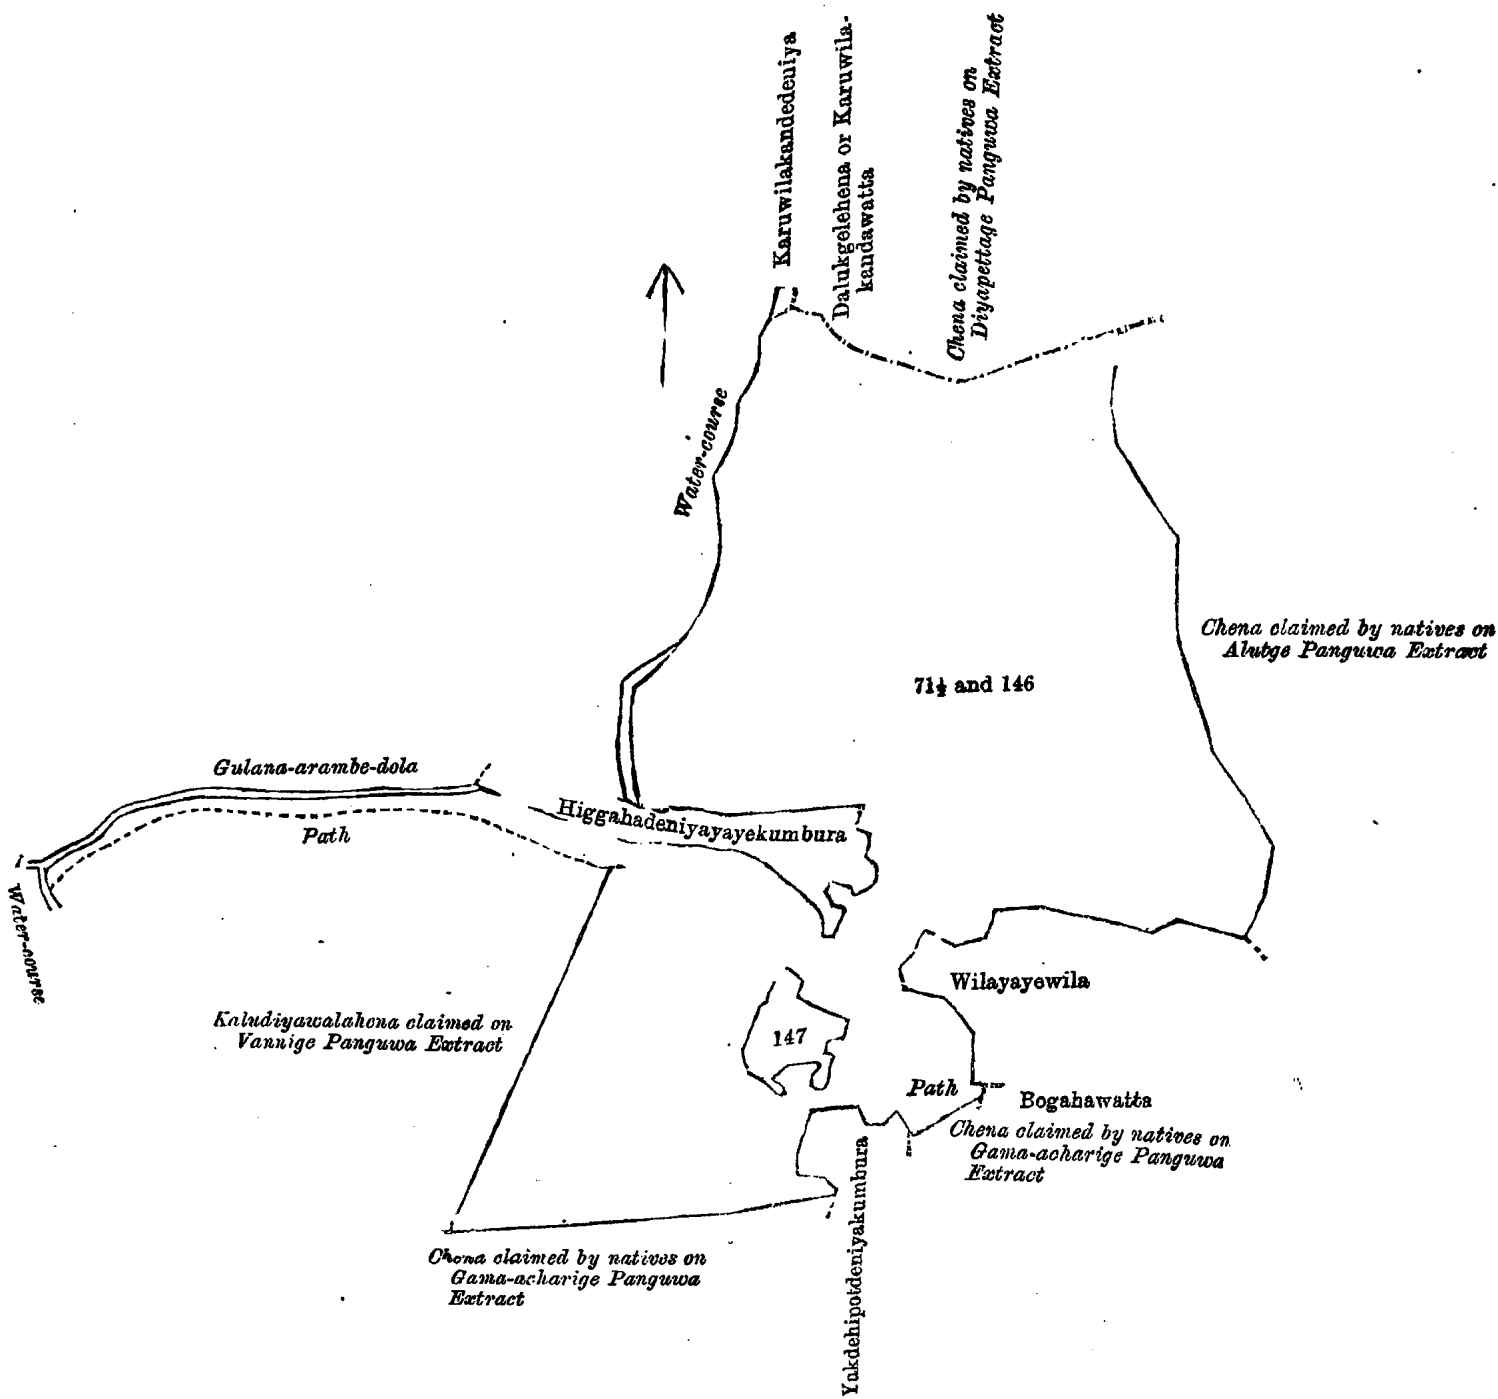 Karuwilakandedeniya
Dalukgelehena or Karuwila-
kandawatta
Chena claimed by natives on
Diyapettage Panguwa Extract
Water-course
Chena claimed by natives on
Alutge Panguwa Extract
71½ and 146
Gulana-arambe-dola
Higgahadeniyayayekumbura
Path
Water-course
Wilayayewila
Kaludiyawalahena claimed on
Vannige Panguwa Extract
147
Path
Bogahawatta
Chena claimed by natives on
Gama-acharige Panguwa
Extract
Yakdehipotdeniyakumbura
Chena claimed by natives on
Gama-acharige Panguwa
Extract